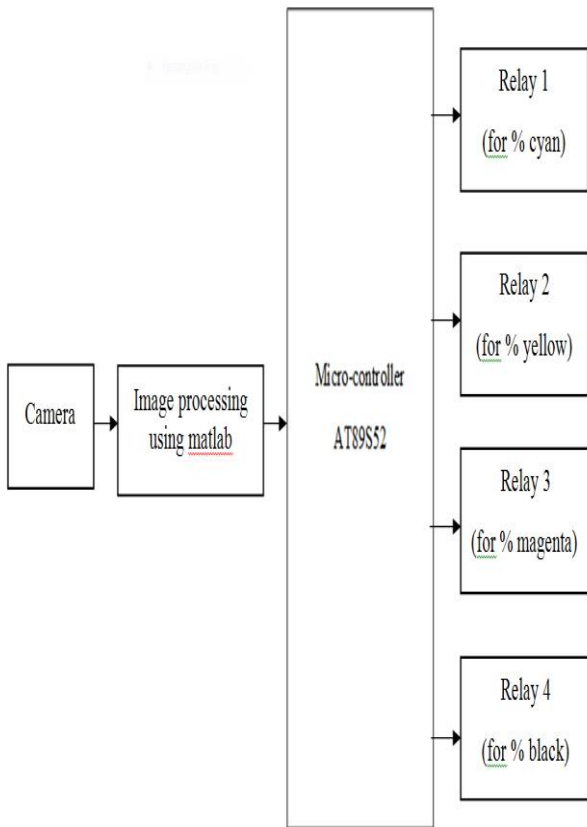 Camera
Image processing
using matlab
Micro-controller
AT89S52
Relay 1
(for % cyan)
Relay 2
(for % yellow)
Relay 3
(for % magenta)
Relay 4
(for % black)